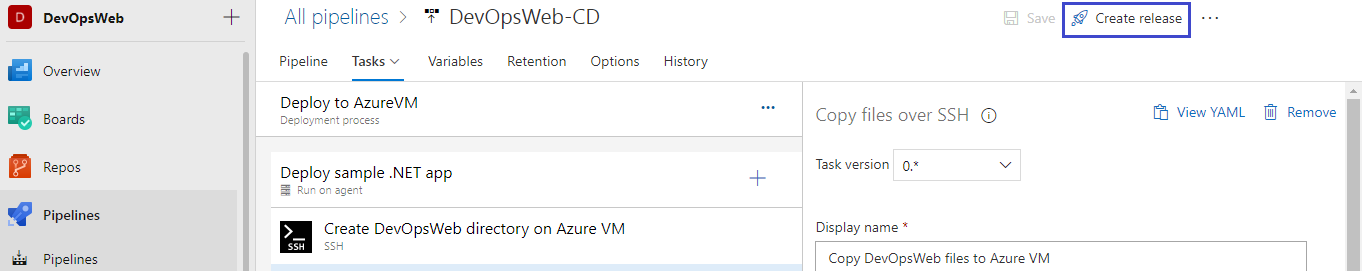 D DevOpsWeb
All pipelines > DevOpsWeb-CD
Save
Create release
Overview
Boards
Repos
Pipelines
Pipelines
Pipeline Tasks Variables Retention Options History
Deploy to AzureVM
Deployment process
Deploy sample .NET app
Run on agent
Create DevOpsWeb directory on Azure VM
SSH
SSH
Copy files over SSH
View YAML
Remove
Task version 0.*
Display name *
Copy DevOpsWeb files to Azure VM